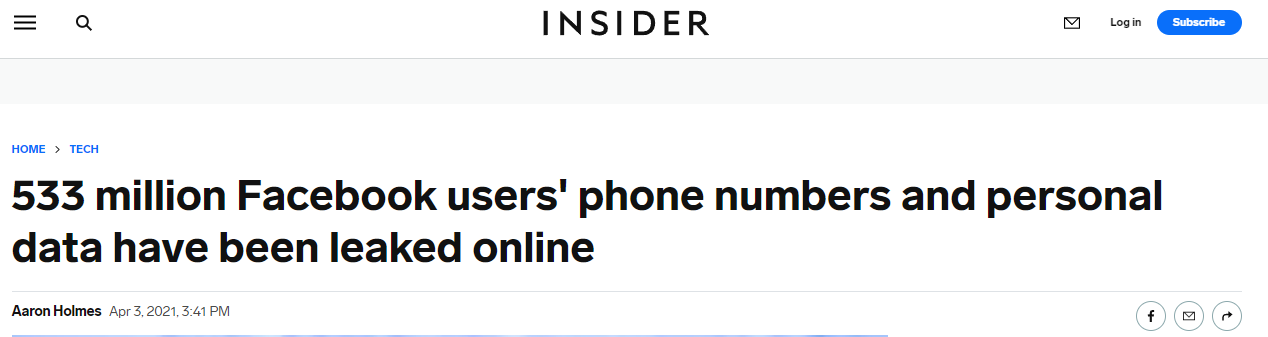 INSIDER
Log in
Subscribe
HOME > TECH
533 million Facebook users' phone numbers and personal
data have been leaked online
Aaron Holmes Apr 3, 2021, 3:41 PM